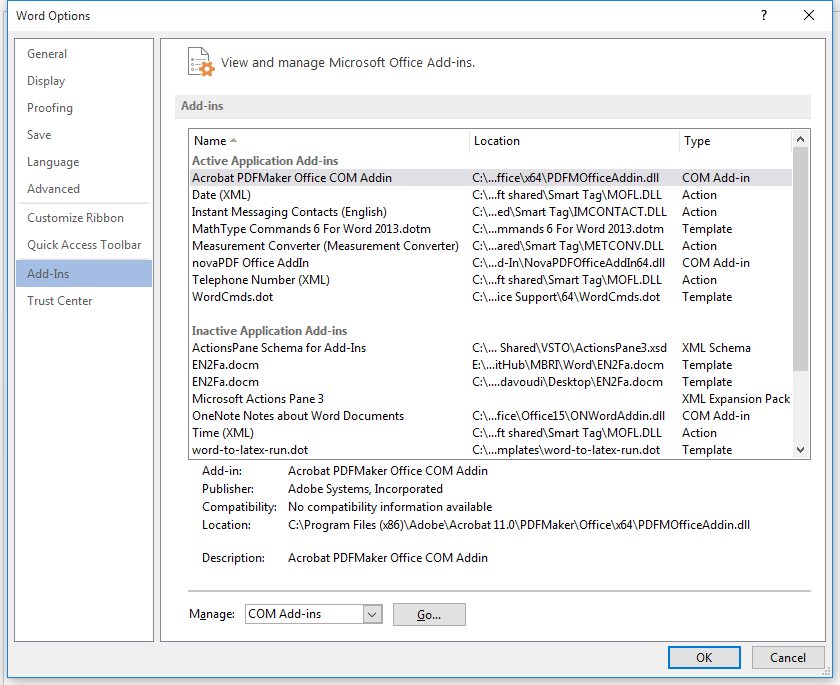 Word Options
?
General
Display
Proofing
Save
Language
Advanced
Customize Ribbon
Quick Access Toolbar
Add-Ins
Trust Center
View and manage Microsoft Office Add-ins.
Add-ins
Name Location Type
Active Application Add-ins
Acrobat PDFMaker Office COM Addin C:\...ffice\x64\PDFMOfficeAddin.dll COM Add-in
Date (XML) C:\...ft shared\Smart Tag\MOFL.DLL Action
Instant Messaging Contacts (English) C:\...ed\Smart Tag\IMCONTACT.DLL Action
MathType Commands 6 For Word 2013.dotm C:\...mmands 6 For Word 2013.dotm Template
Measurement Converter (Measurement Converter) C:\...ared\Smart Tag\METCONV.DLL Action
novaPDF Office AddIn C:\...d-In\NovaPDFOfficeAddIn64.dll COM Add-in
Telephone Number (XML) C:\...ft shared\Smart Tag\MOFL.DLL Action
WordCmds.dot C:\...ice Support\64\WordCmds.dot Template
Inactive Application Add-ins
ActionsPane Schema for Add-Ins C:\... Shared\VSTO\ActionsPane3.xsd XML Schema
EN2Fa.docm E:\...itHub\MBRI\Word\EN2Fa.docm Template
EN2Fa.docm C:\...davoudi\Desktop\EN2Fa.docm Template
Microsoft Actions Pane 3 XML Expansion Pack
OneNote Notes about Word Documents C:\...fice\Office15\ONWordAddin.dll COM Add-in
Time (XML) C:\...ft shared\Smart Tag\MOFL.DLL Action
word-to-latex-run.dot C:\...mplates\word-to-latex-run.dot Template
Add-in: Acrobat PDFMaker Office COM Addin
Publisher: Adobe Systems, Incorporated
Compatibility: No compatibility information available
Location: C:\Program Files (x86)\Adobe\Acrobat 11.0\PDFMaker\Office\x64\PDFMOfficeAddin.dll
Description: Acrobat PDFMaker Office COM Addin
Manage: COM Add-ins Go...
OK Cancel